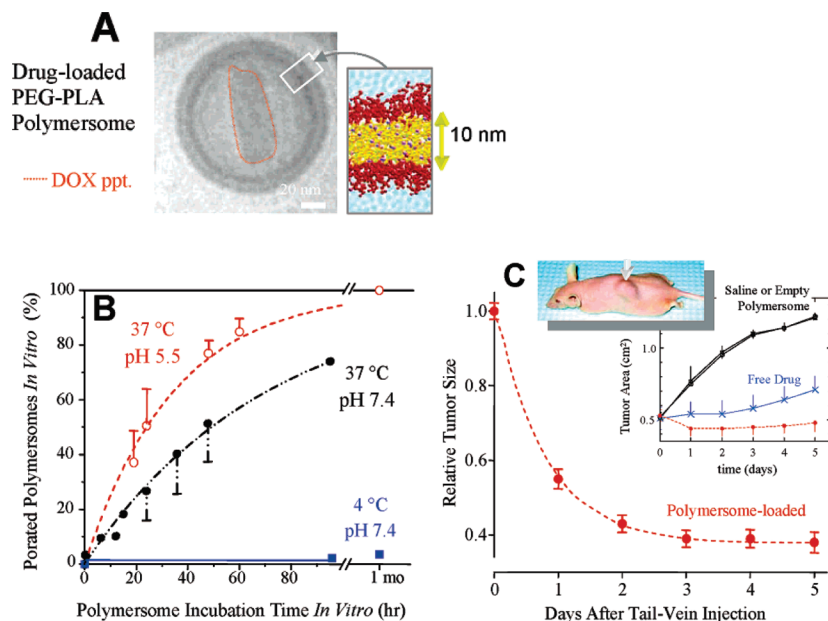 A
Drug-loaded
PEG-PLA
Polymersome
DOX ppt.
20 nm
10 nm
B
Porated Polymersomes In Vitro (%)
100
80
60
40
20
0
37 °C
pH 5.5
37 °C
pH 7.4
4 °C
pH 7.4
0 20 40 60 80 1 mo
Polymersome Incubation Time In Vitro (hr)
C
Relative Tumor Size
1.0
0.8
0.6
0.4
Saline or Empty
Polymersome
Tumor Area (cm²)
1.0
0.5
Free Drug
0 1 2 3 4 5
time (days)
Polymersome-loaded
0 1 2 3 4 5
Days After Tail-Vein Injection